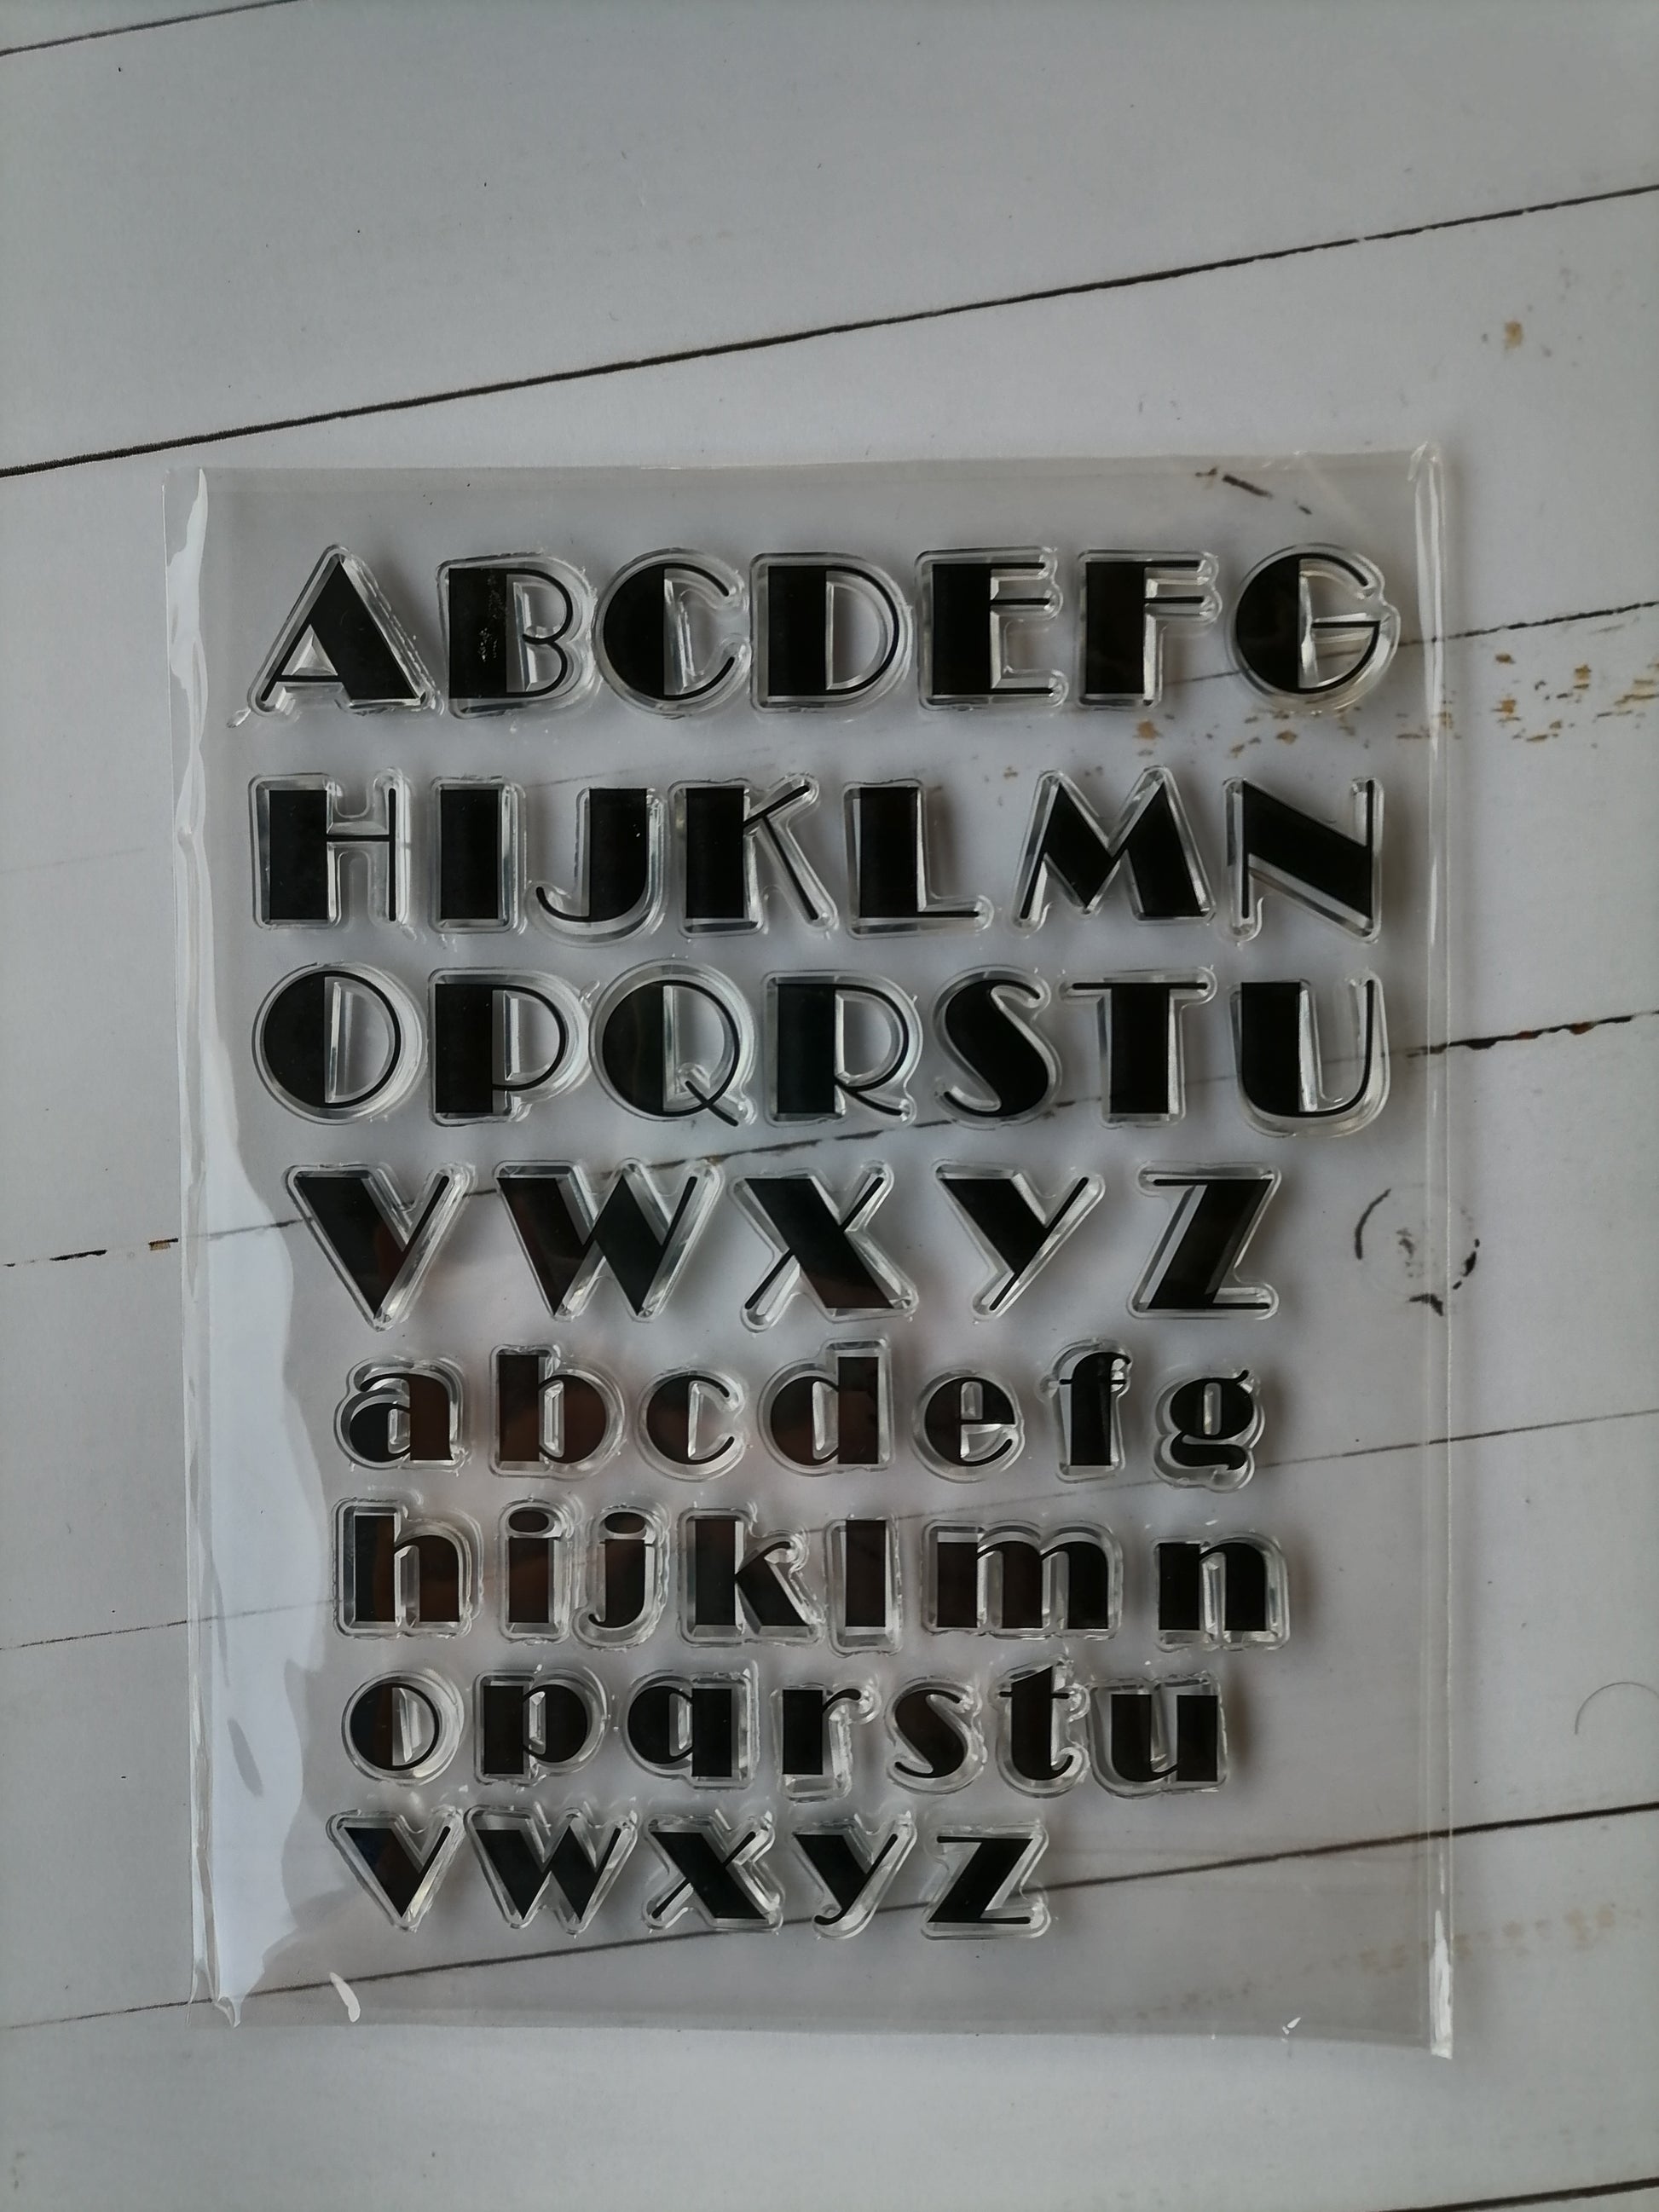 ABCDEFG
HIJKLMN
OPQRSTU
VWXYZ
abcdefg
hijklmn
opqrstu
vwxyz